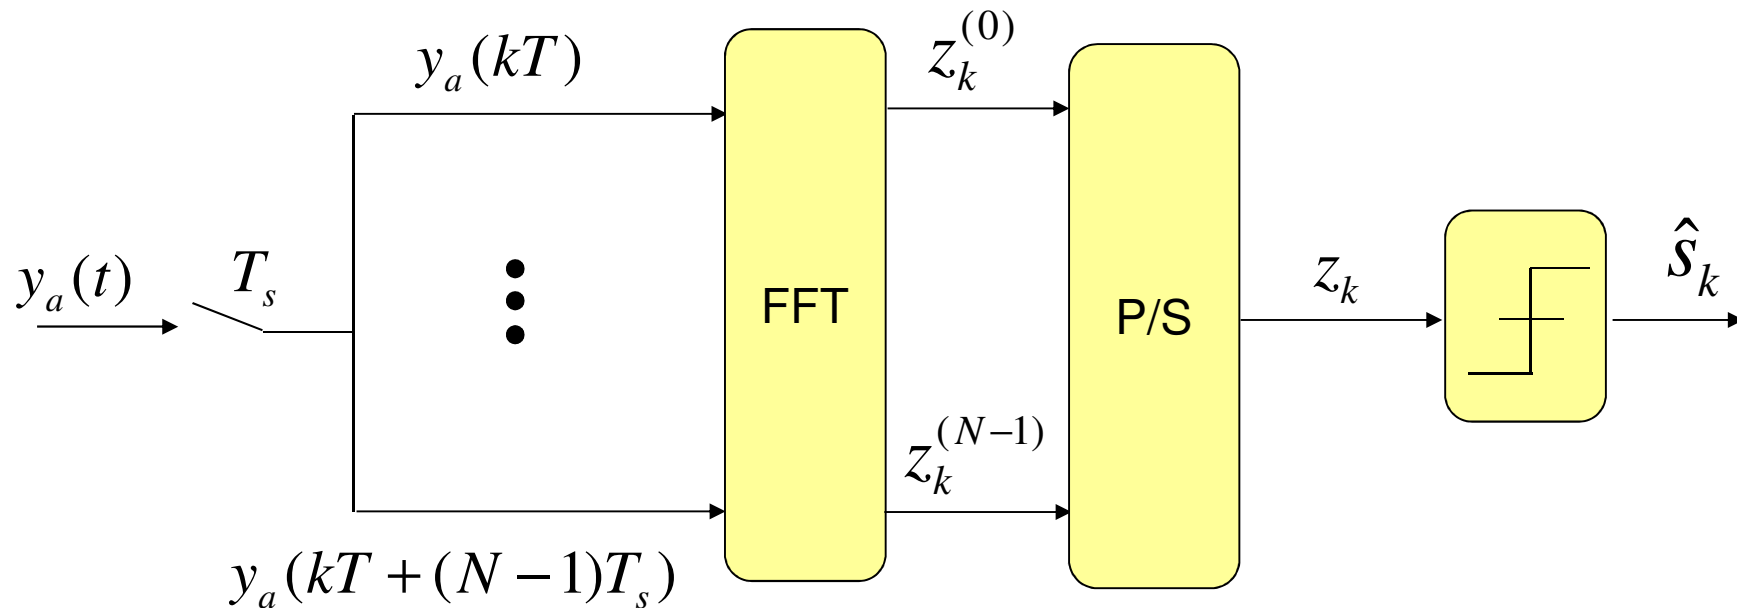 y_a(kT)
z_k^{(0)}
y_a(t)
T_s
FFT
P/S
z_k
ŝ_k
z_k^{(N−1)}
y_a(kT + (N − 1)T_s)